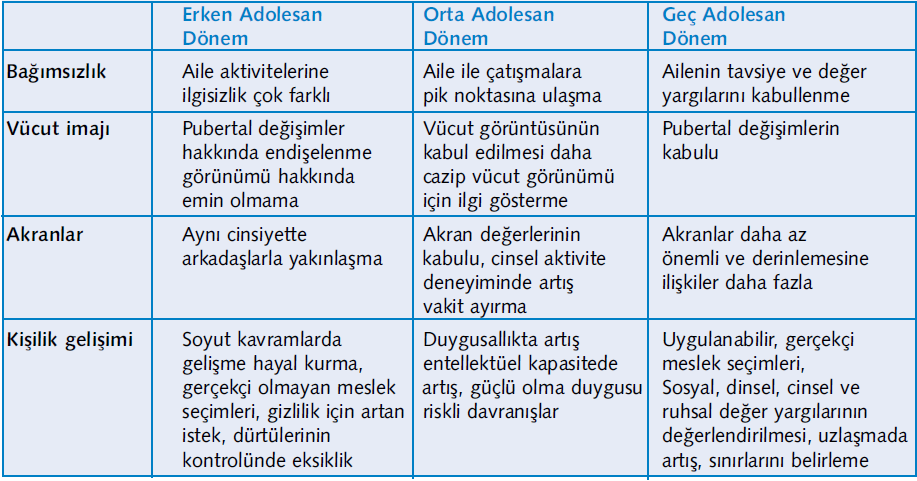 Erken Adolesan
Dönem
Orta Adolesan
Dönem
Geç Adolesan
Dönem
Bağımsızlık
Aile aktivitelerine
ilgisizlik çok farklı
Aile ile çatışmalara
pik noktasına ulaşma
Ailenin tavsiye ve değer
yargılarını kabullenme
Vücut imajı
Pubertal değişimler
hakkında endişelenme
görünümü hakkında
emin olmama
Vücut görüntüsünün
kabul edilmesi daha
cazip vücut görünümü
için ilgi gösterme
Pubertal değişimlerin
kabulu
Akranlar
Aynı cinsiyette
arkadaşlarla yakınlaşma
Akran değerlerinin
kabulu, cinsel aktivite
deneyiminde artış
vakit ayırma
Akranlar daha az
önemli ve derinlemesine
ilişkiler daha fazla
Kişilik gelişimi
Soyut kavramlarda
gelişme hayal kurma,
gerçekçi olmayan meslek
seçimleri, gizlilik için artan
istek, dürtülerinin
kontrolünde eksiklik
Duygusallıkta artış
entellektüel kapasitede
artış, güçlü olma duygusu
riskli davranışlar
Uygulanabilir, gerçekçi
meslek seçimleri,
Sosyal, dinsel, cinsel ve
ruhsal değer yargılarının
değerlendirilmesi, uzlaşmada
artış, sınırlarını belirleme